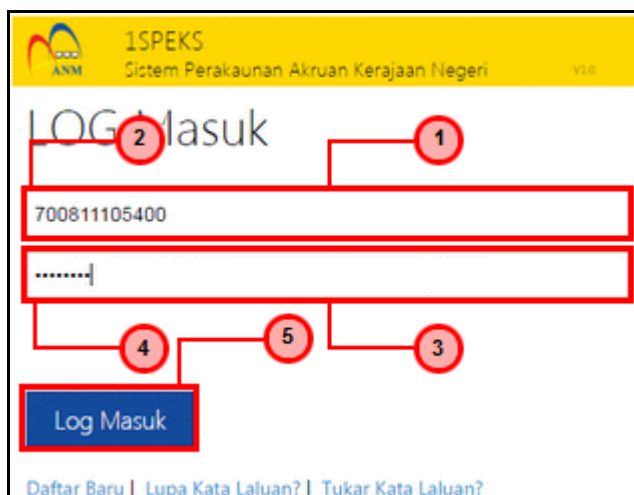 1SPEKS
ANM
Sistem Perakaunan Akruan Kerajaan Negeri
V1.0
LOG Masuk
2
1
700811105400
••••••••
4
5
3
Log Masuk
Daftar Baru | Lupa Kata Laluan? | Tukar Kata Laluan?